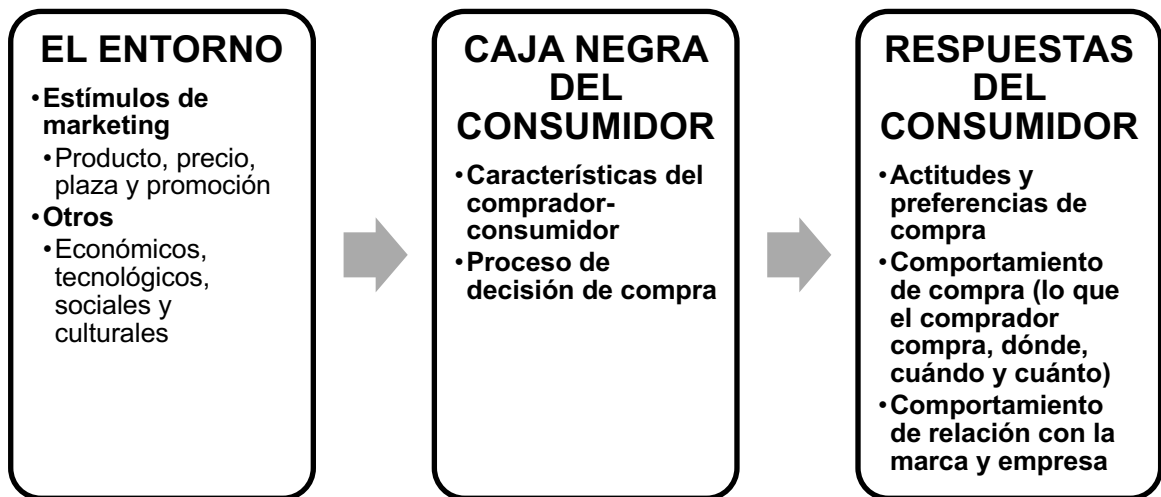 EL ENTORNO
•Estímulos de
marketing
•Producto, precio,
plaza y promoción
•Otros
•Económicos,
tecnológicos,
sociales y
culturales
CAJA NEGRA
DEL
CONSUMIDOR
•Características del
comprador-
consumidor
•Proceso de
decisión de compra
RESPUESTAS
DEL
CONSUMIDOR
•Actitudes y
preferencias de
compra
•Comportamiento
de compra (lo que
el comprador
compra, dónde,
cuándo y cuánto)
•Comportamiento
de relación con la
marca y empresa